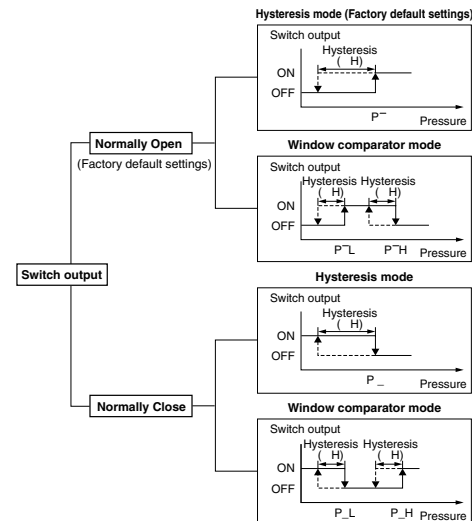 Hysteresis mode (Factory default settings)
Switch output
Hysteresis
( H)
ON
OFF
P¯
Pressure
Normally Open
(Factory default settings)
Window comparator mode
Switch output
Hysteresis Hysteresis
( H) ( H)
ON
OFF
P¯L P¯H
Pressure
Switch output
Hysteresis mode
Switch output
Hysteresis
( H)
ON
OFF
P_
Pressure
Normally Close
Window comparator mode
Switch output
Hysteresis Hysteresis
( H) ( H)
ON
OFF
P_L P_H Pressure